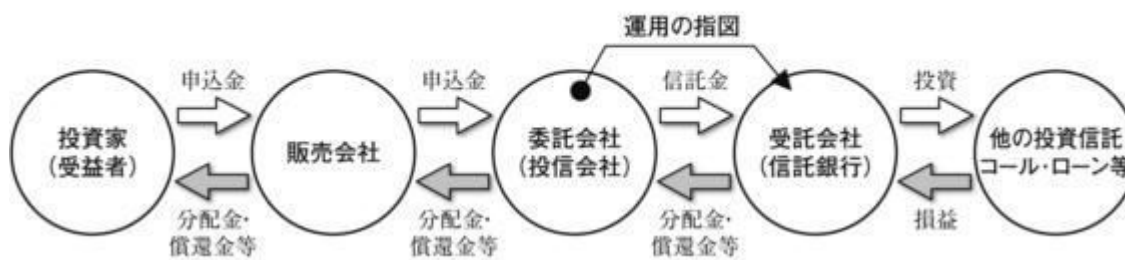 運用の指図
申込金
申込金
信託金
投資
投資家
(受益者)
販売会社
委託会社
(投信会社)
受託会社
(信託銀行)
他の投資信託
コール・ローン等
分配金・
償還金等
分配金・
償還金等
分配金・
償還金等
損益